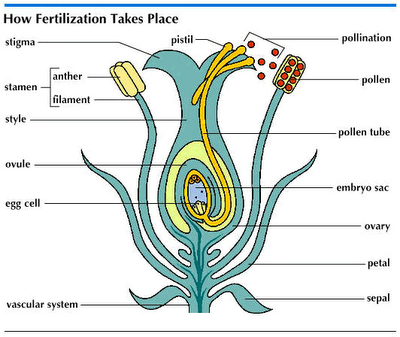 How Fertilization Takes Place
stigma
pistil
pollination
anther
stamen
filament
pollen
style
pollen tube
ovule
embryo sac
egg cell
ovary
petal
vascular system
sepal